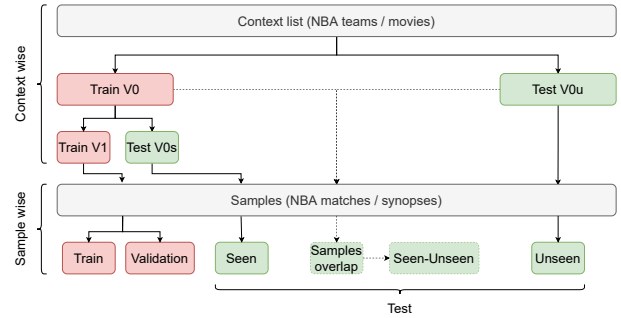 Context list (NBA teams / movies)
Context wise
Train V0
Test V0u
Train V1
Test V0s
Samples (NBA matches / synopses)
Sample wise
Train
Validation
Seen
Samples
overlap
Seen-Unseen
Unseen
Test